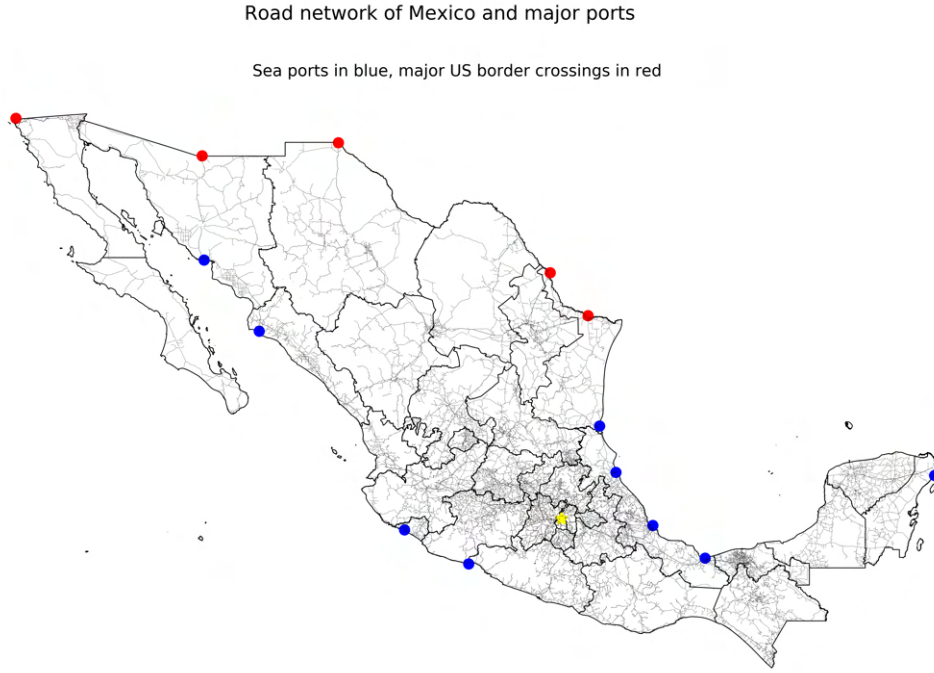 Road network of Mexico and major ports
Sea ports in blue, major US border crossings in red